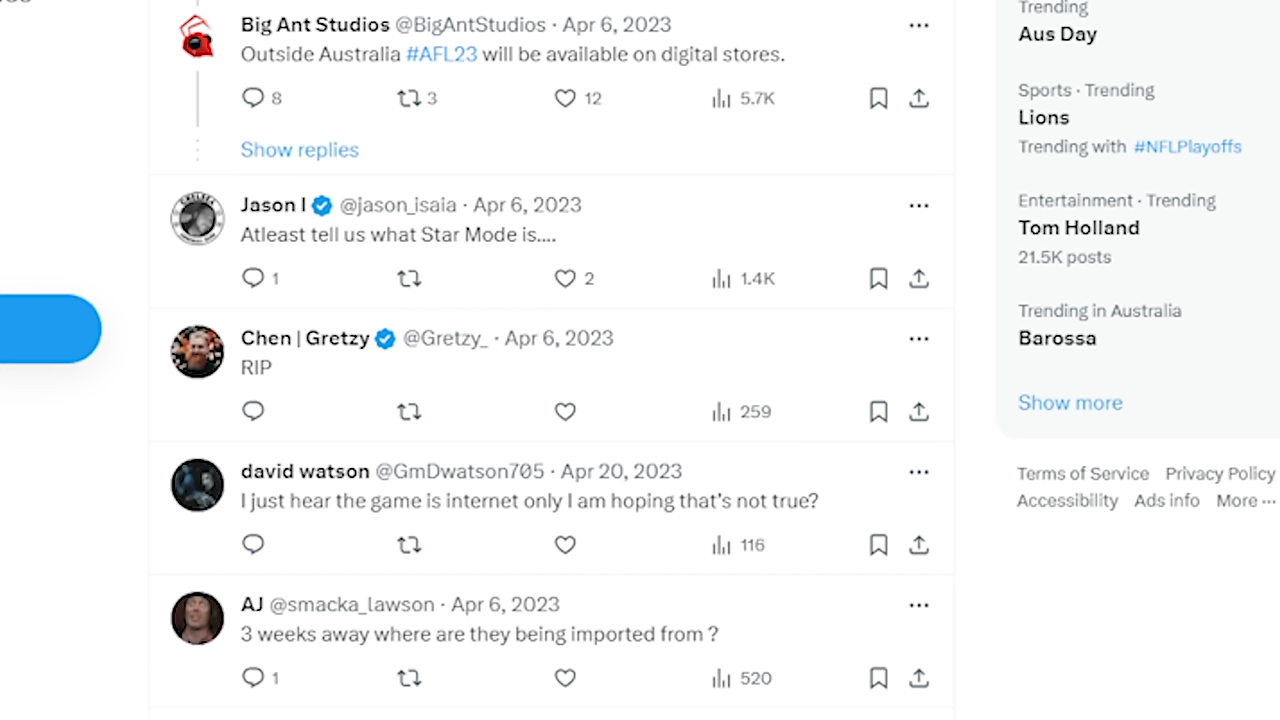 Big Ant Studios @BigAntStudios · Apr 6, 2023
Outside Australia #AFL23 will be available on digital stores.
8 3 12 5.7K
Show replies
Jason I @jason_isaia · Apr 6, 2023
Atleast tell us what Star Mode is....
1 2 1.4K
Chen | Gretzy @Gretzy_ · Apr 6, 2023
RIP
259
david watson @GmDwatson705 · Apr 20, 2023
I just hear the game is internet only I am hoping that's not true?
116
AJ @smacka_lawson · Apr 6, 2023
3 weeks away where are they being imported from ?
1 520
Trending
Aus Day
Sports · Trending
Lions
Trending with #NFLPlayoffs
Entertainment · Trending
Tom Holland
21.5K posts
Trending in Australia
Barossa
Show more
Terms of Service Privacy Policy
Accessibility Ads info More ···